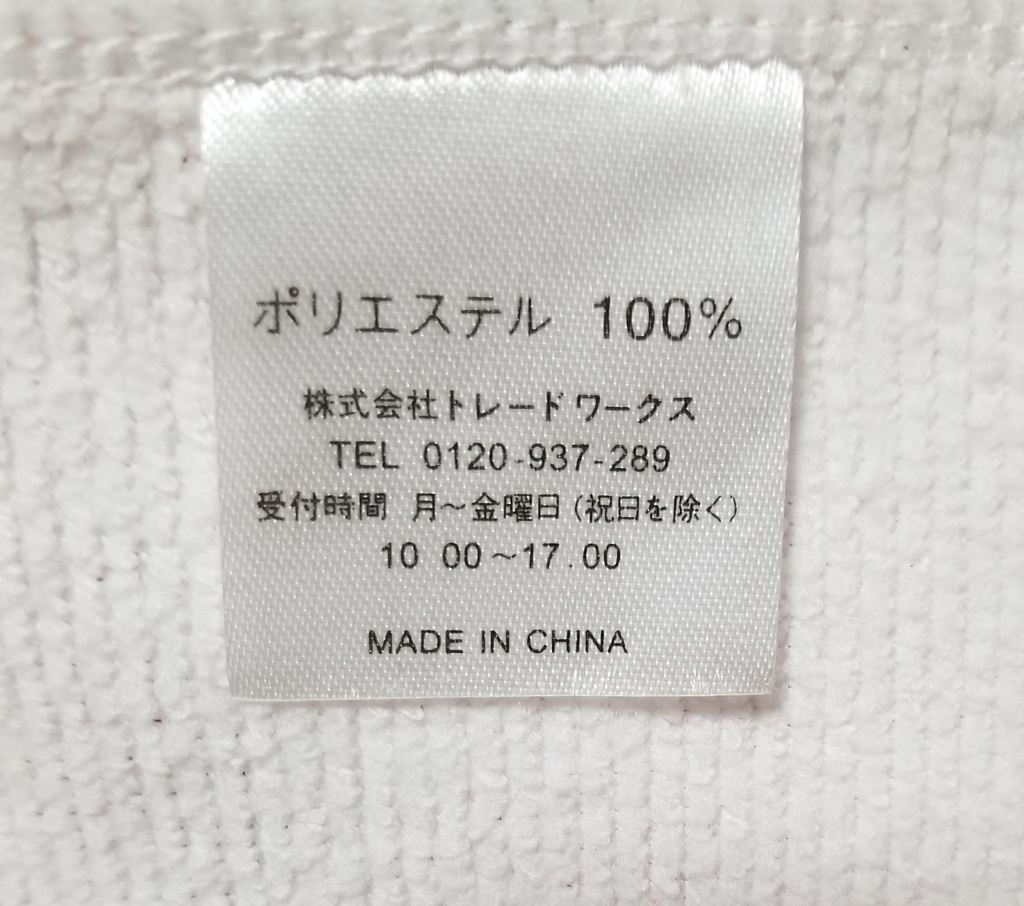 ポリエステル 100%
株式会社トレードワークス
TEL 0120-937-289
受付時間 月～金曜日(祝日を除く)
10 00～17.00
MADE IN CHINA